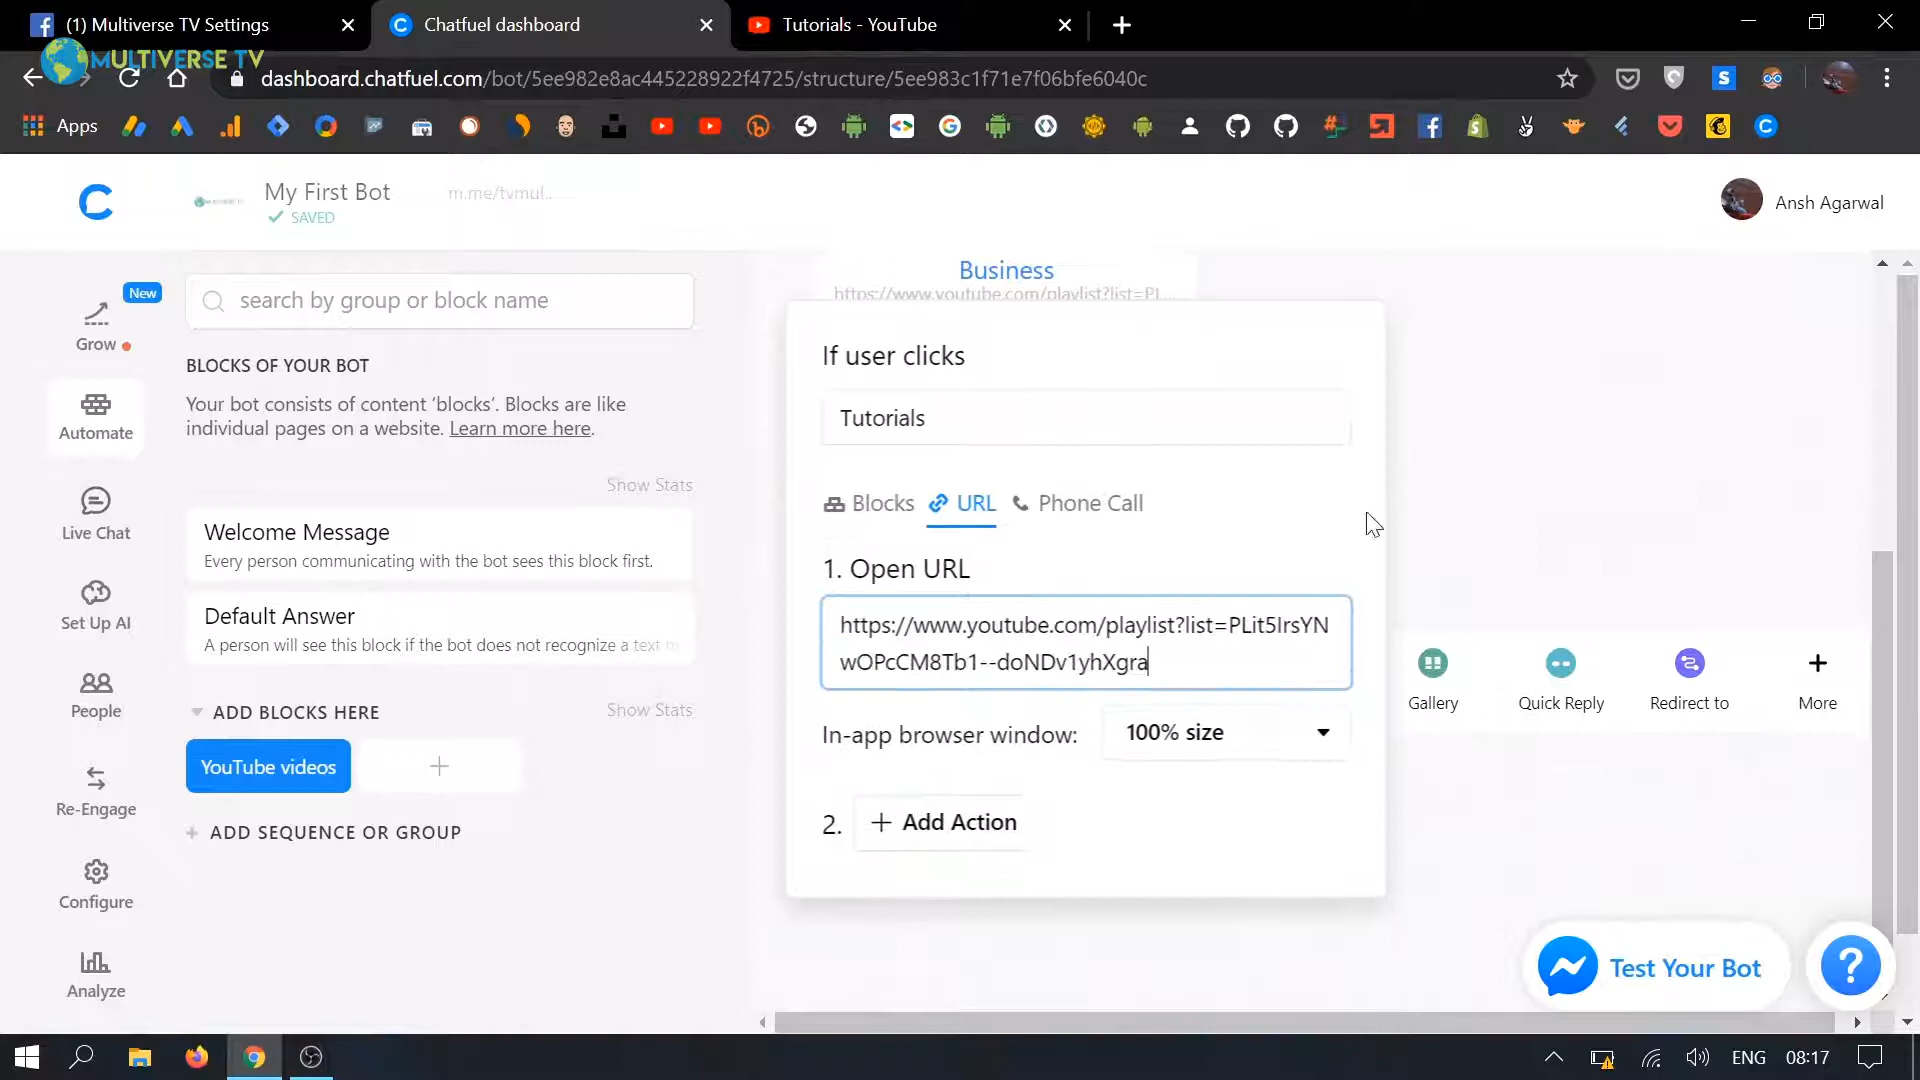 (1) Multiverse TV Settings
Chatfuel dashboard
Tutorials - YouTube
MULTIVERSE TV
dashboard.chatfuel.com/bot/5ee982e8ac445228922f4725/structure/5ee983c1f71e7f06bfe6040c
Apps
My First Bot
SAVED
m.me/tvmul...
Ansh Agarwal
New
Grow
Automate
Live Chat
Set Up AI
People
Re-Engage
Configure
Analyze
search by group or block name
BLOCKS OF YOUR BOT
Your bot consists of content ‘blocks’. Blocks are like
individual pages on a website. Learn more here.
Show Stats
Welcome Message
Every person communicating with the bot sees this block first.
Default Answer
A person will see this block if the bot does not recognize a text m
ADD BLOCKS HERE
Show Stats
YouTube videos
ADD SEQUENCE OR GROUP
Business
https://www.youtube.com/playlist?list=PL...
If user clicks
Tutorials
Blocks
URL
Phone Call
1. Open URL
https://www.youtube.com/playlist?list=PLit5IrsYN
wOPcCM8Tb1--doNDv1yhXgra
In-app browser window:
100% size
2.
+ Add Action
Gallery
Quick Reply
Redirect to
More
Test Your Bot
?
ENG
08:17